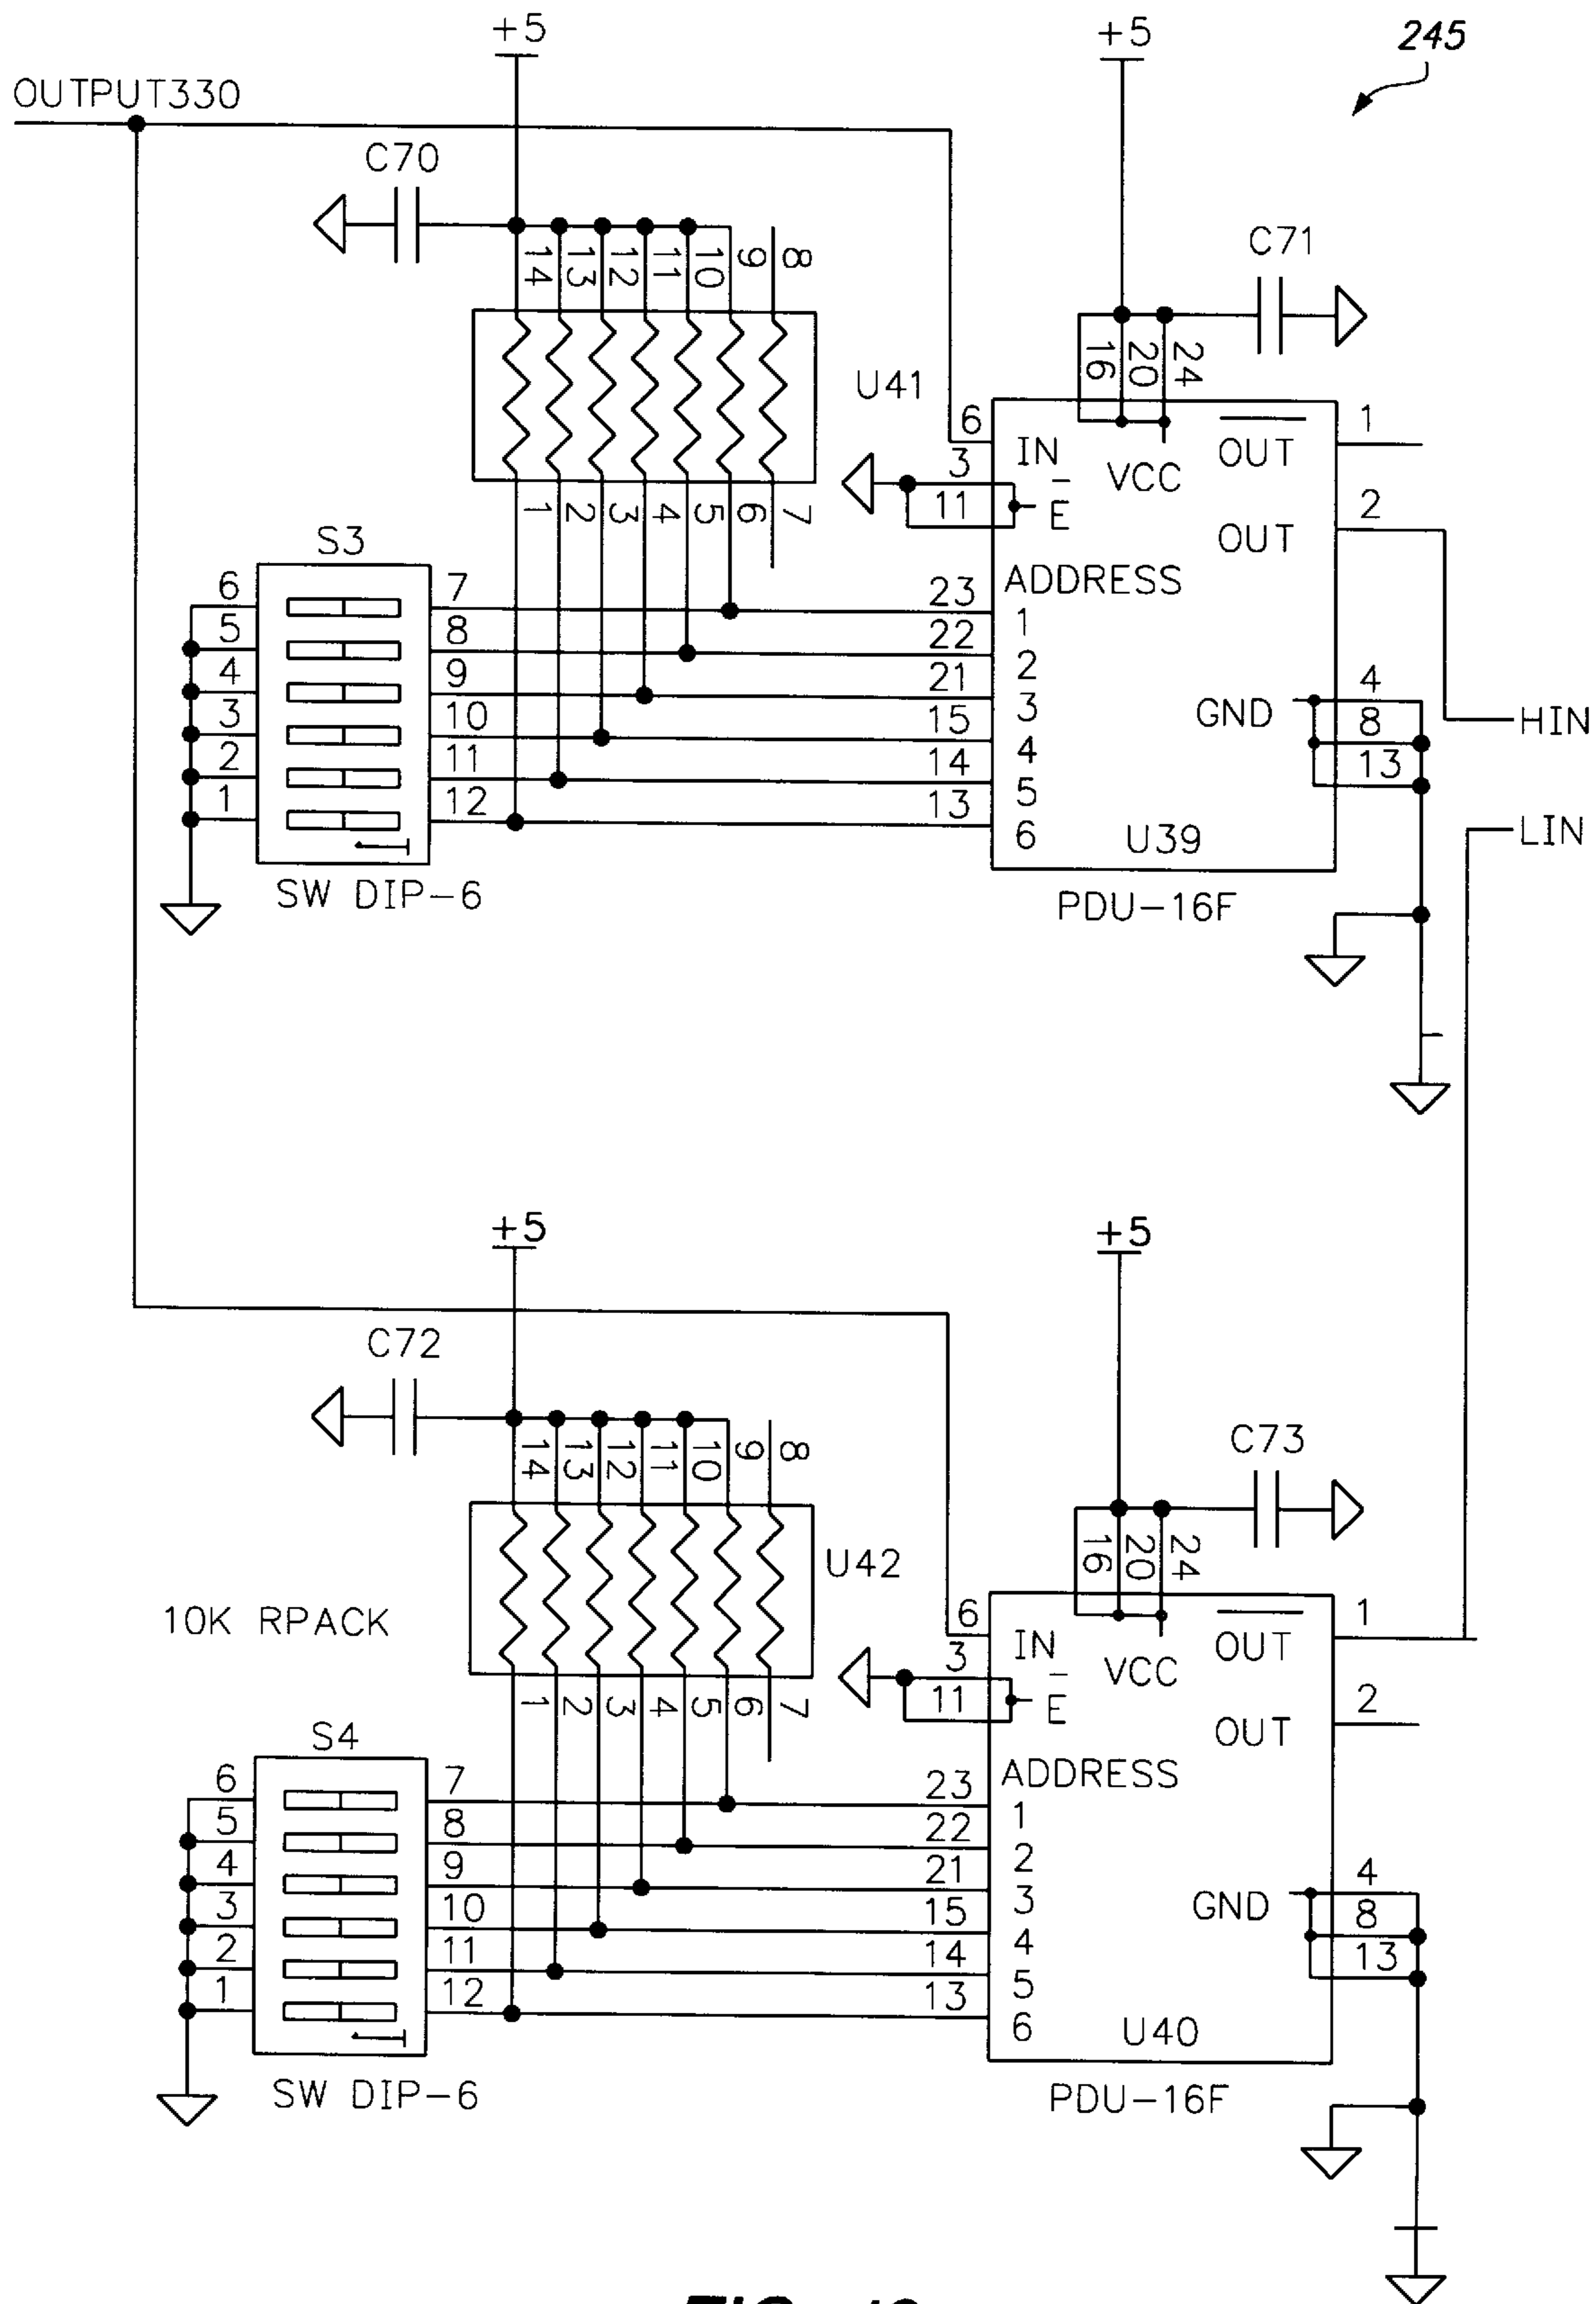 +5
+5
245
OUTPUT330
C70
C71
14 13 12 11 10 9 8
16 20 24
U41
6
IN
3
11
E
VCC
OUT
1
OUT
2
1 2 3 4 5 6 7
S3
ADDRESS
6
7
23
1
5
8
22
2
4
9
21
3
3
10
15
4
2
11
14
5
1
12
13
6
GND
4
8
13
HIN
LIN
U39
SW DIP-6
PDU-16F
+5
+5
C72
C73
14 13 12 11 10 9 8
16 20 24
U42
10K RPACK
6
IN
3
11
E
VCC
OUT
1
OUT
2
1 2 3 4 5 6 7
S4
ADDRESS
6
7
23
1
5
8
22
2
4
9
21
3
3
10
15
4
2
11
14
5
1
12
13
6
GND
4
8
13
U40
SW DIP-6
PDU-16F